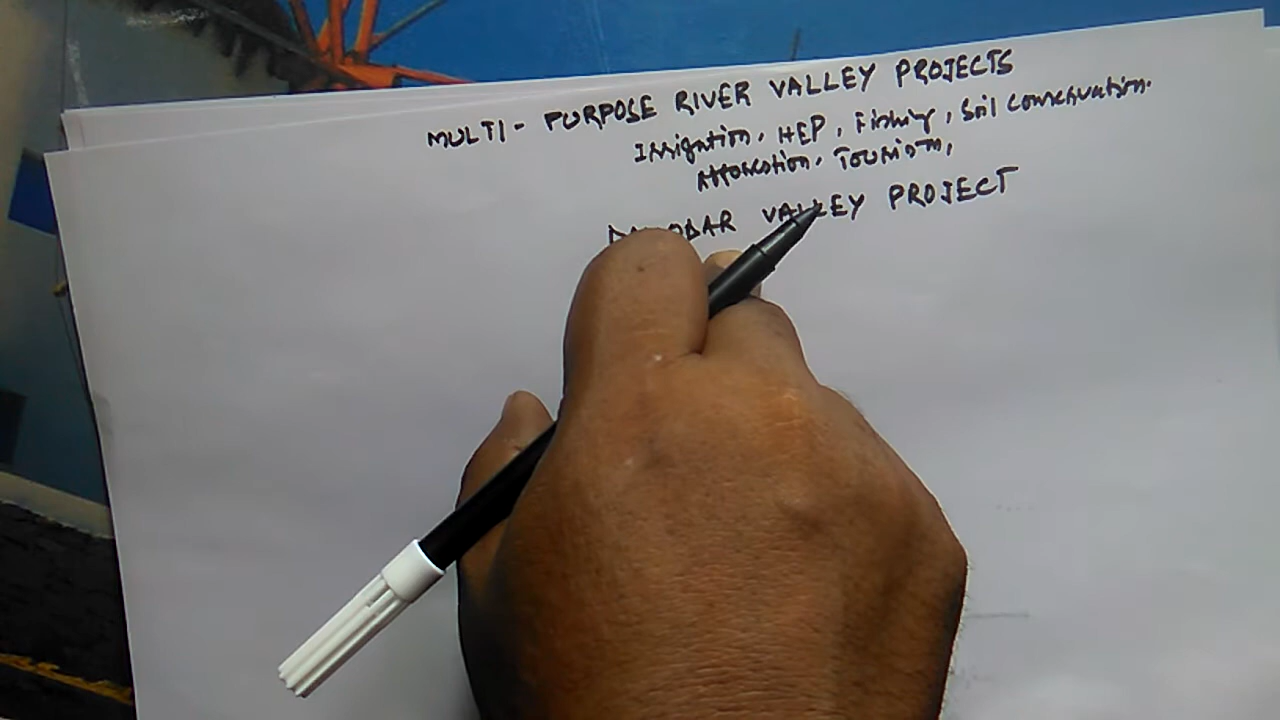 MULTI-PURPOSE RIVER VALLEY PROJECTS
Irrigation, HEP, Fishing, Soil conservation.
Afforestation, Tourism,
VALLEY PROJECT